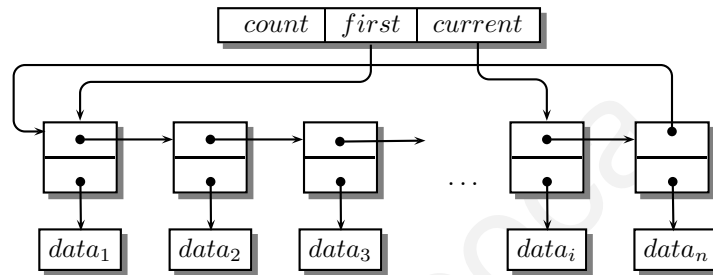 count first current
...
data₁ data₂ data₃ dataᵢ dataₙ